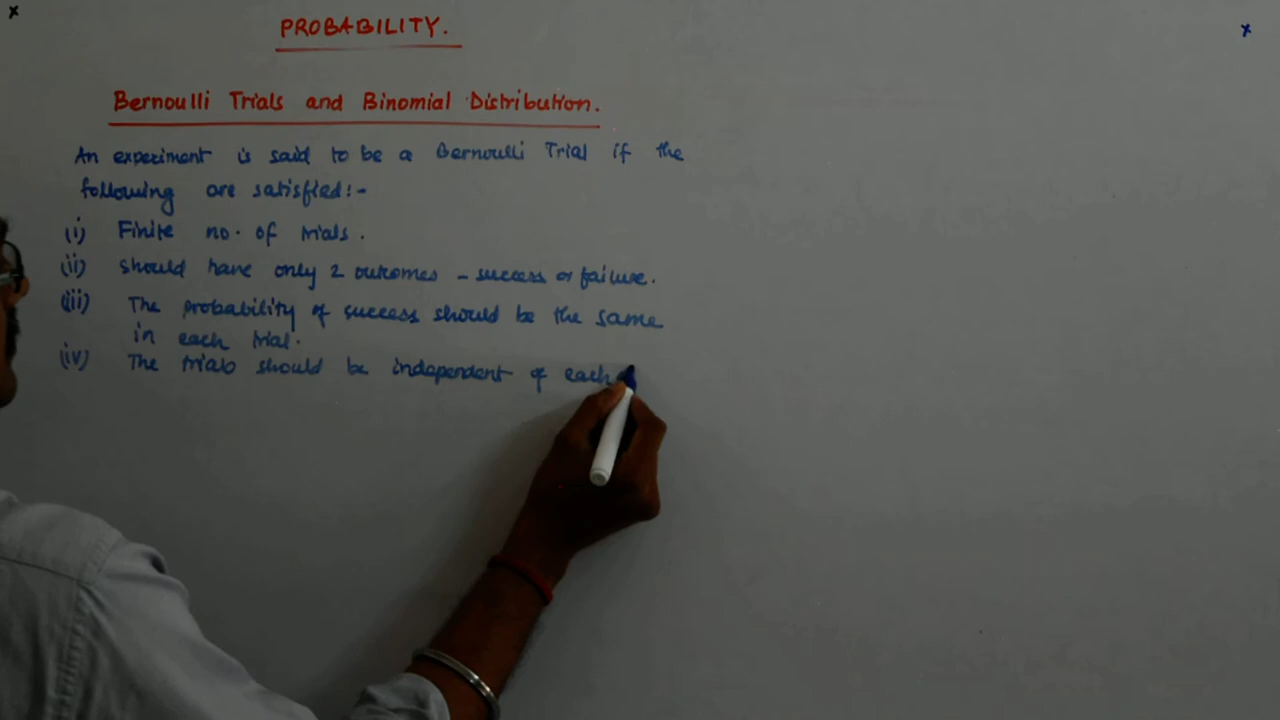 PROBABILITY.
Bernoulli Trials and Binomial Distribution.
An experiment is said to be a Bernoulli Trial if the
following are satisfied:-
(i) Finite no. of trials.
(ii) should have only 2 outcomes - success or failure.
(iii) The probability of success should be the same
in each trial.
(iv) The trials should be independent of each